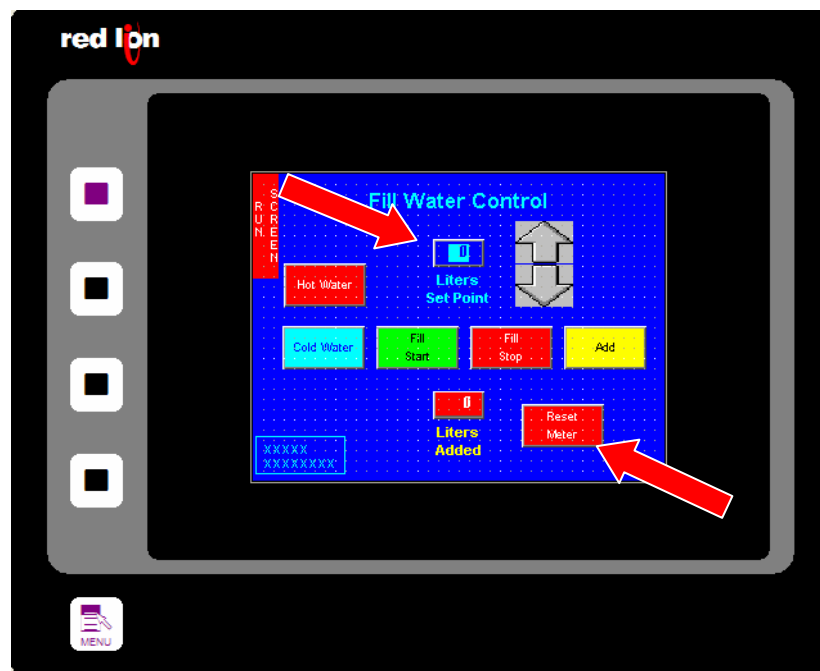 red lion
RUN SCREEN
Fill Water Control
0
Liters
Set Point
Hot Water
Cold Water
Fill
Start
Fill
Stop
Add
0
Liters
Added
Reset
Meter
XXXXX
XXXXXXXX
MENU